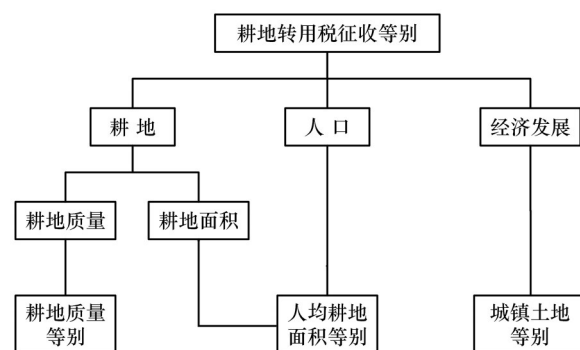 耕地转用税征收等别
耕 地
人 口
经济发展
耕地质量
耕地面积
耕地质量
等别
人均耕地
面积等别
城镇土地
等别